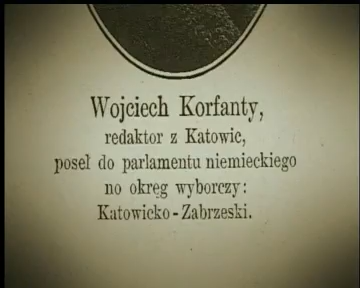 Wojciech Korfanty,
redaktor z Katowic,
poseł do parlamentu niemieckiego
no okręg wyborczy:
Katowicko-Zabrzeski.